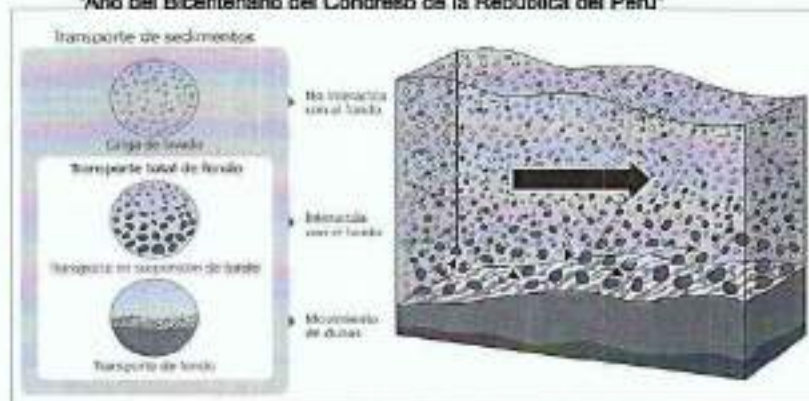 "Año del Bicentenario del Congreso de la República del Perú"
Transporte de sedimentos
No interactúa
con el fondo
Carga de lavado
Transporte total de fondo
Interactúa
con el fondo
Transporte en suspensión de fondo
Movimiento
de dunas
Transporte de fondo